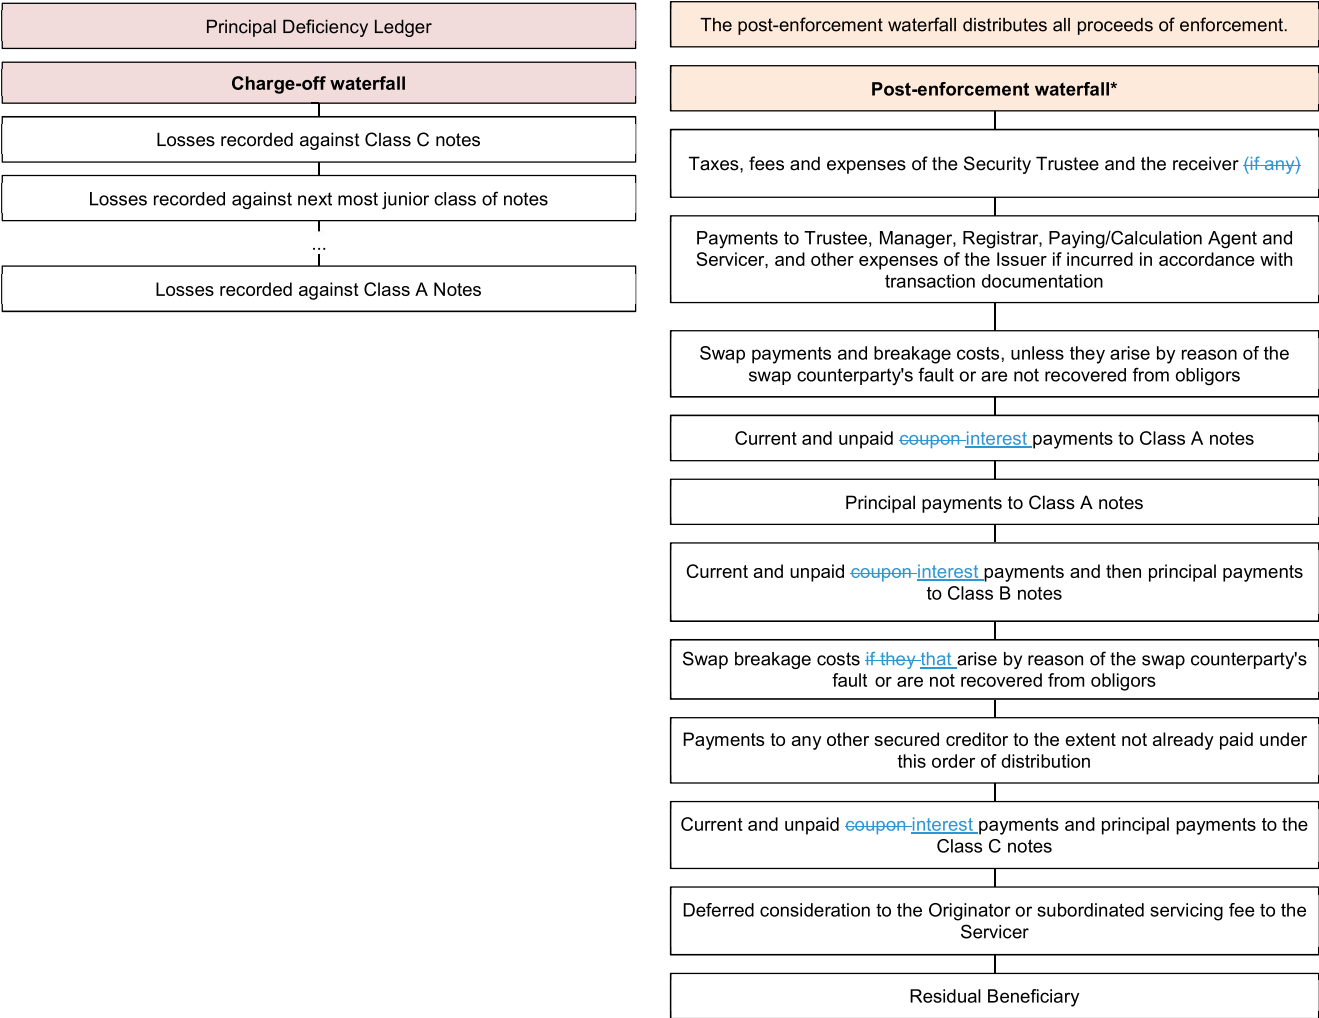 Principal Deficiency Ledger
Charge-off waterfall
Losses recorded against Class C notes
Losses recorded against next most junior class of notes
...
Losses recorded against Class A Notes
The post-enforcement waterfall distributes all proceeds of enforcement.
Post-enforcement waterfall*
Taxes, fees and expenses of the Security Trustee and the receiver (if any)
Payments to Trustee, Manager, Registrar, Paying/Calculation Agent and
Servicer, and other expenses of the Issuer if incurred in accordance with
transaction documentation
Swap payments and breakage costs, unless they arise by reason of the
swap counterparty's fault or are not recovered from obligors
Current and unpaid coupon interest payments to Class A notes
Principal payments to Class A notes
Current and unpaid coupon interest payments and then principal payments
to Class B notes
Swap breakage costs if they that arise by reason of the swap counterparty's
fault or are not recovered from obligors
Payments to any other secured creditor to the extent not already paid under
this order of distribution
Current and unpaid coupon interest payments and principal payments to the
Class C notes
Deferred consideration to the Originator or subordinated servicing fee to the
Servicer
Residual Beneficiary